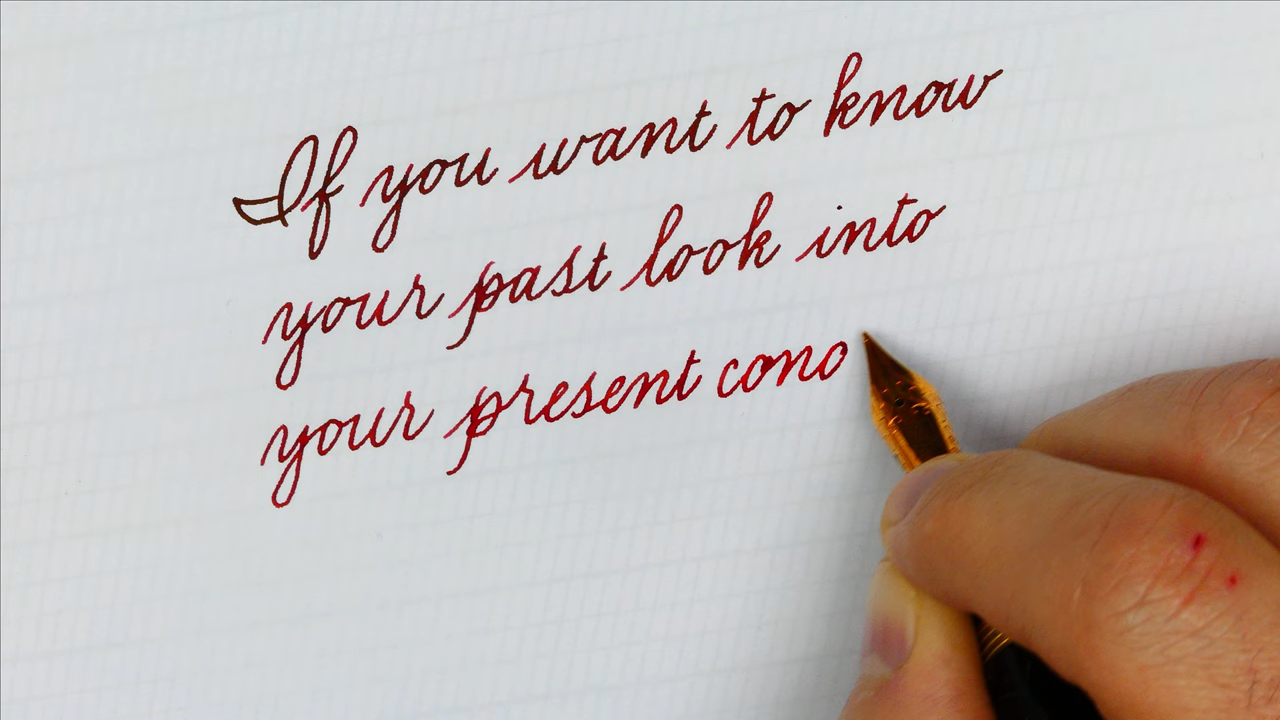 If you want to know
your past look into
your present cono